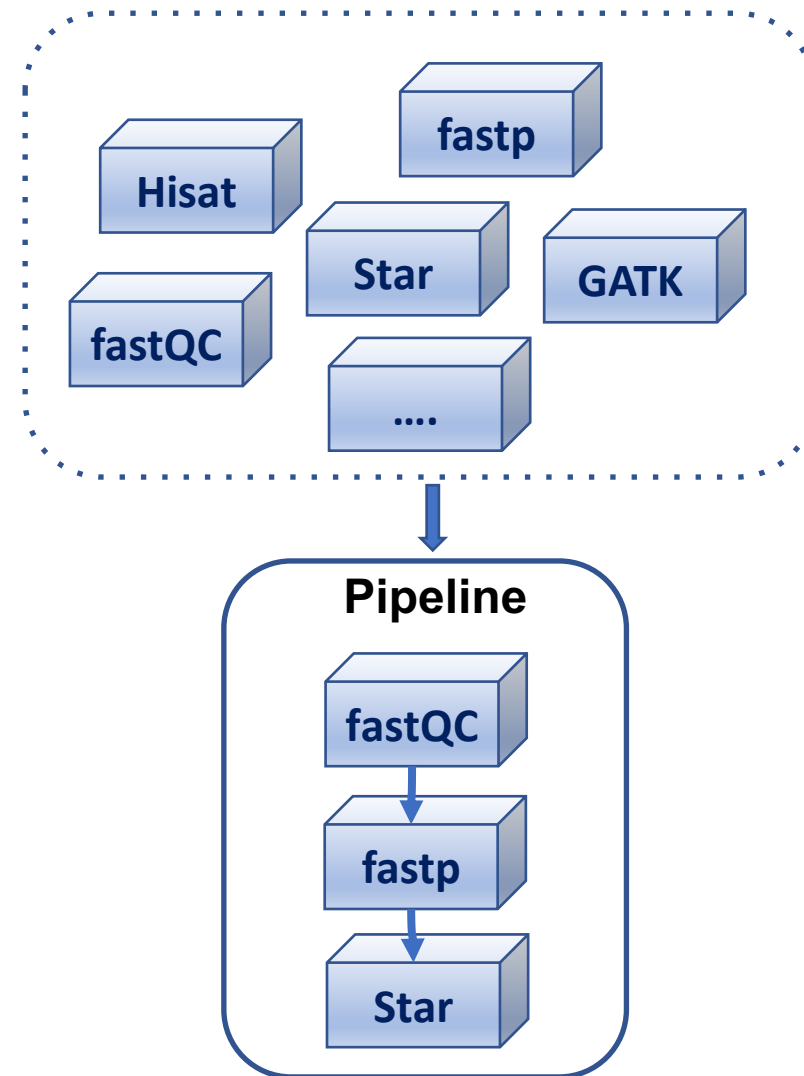 fastp
Hisat
Star
GATK
fastQC
....
Pipeline
fastQC
fastp
Star